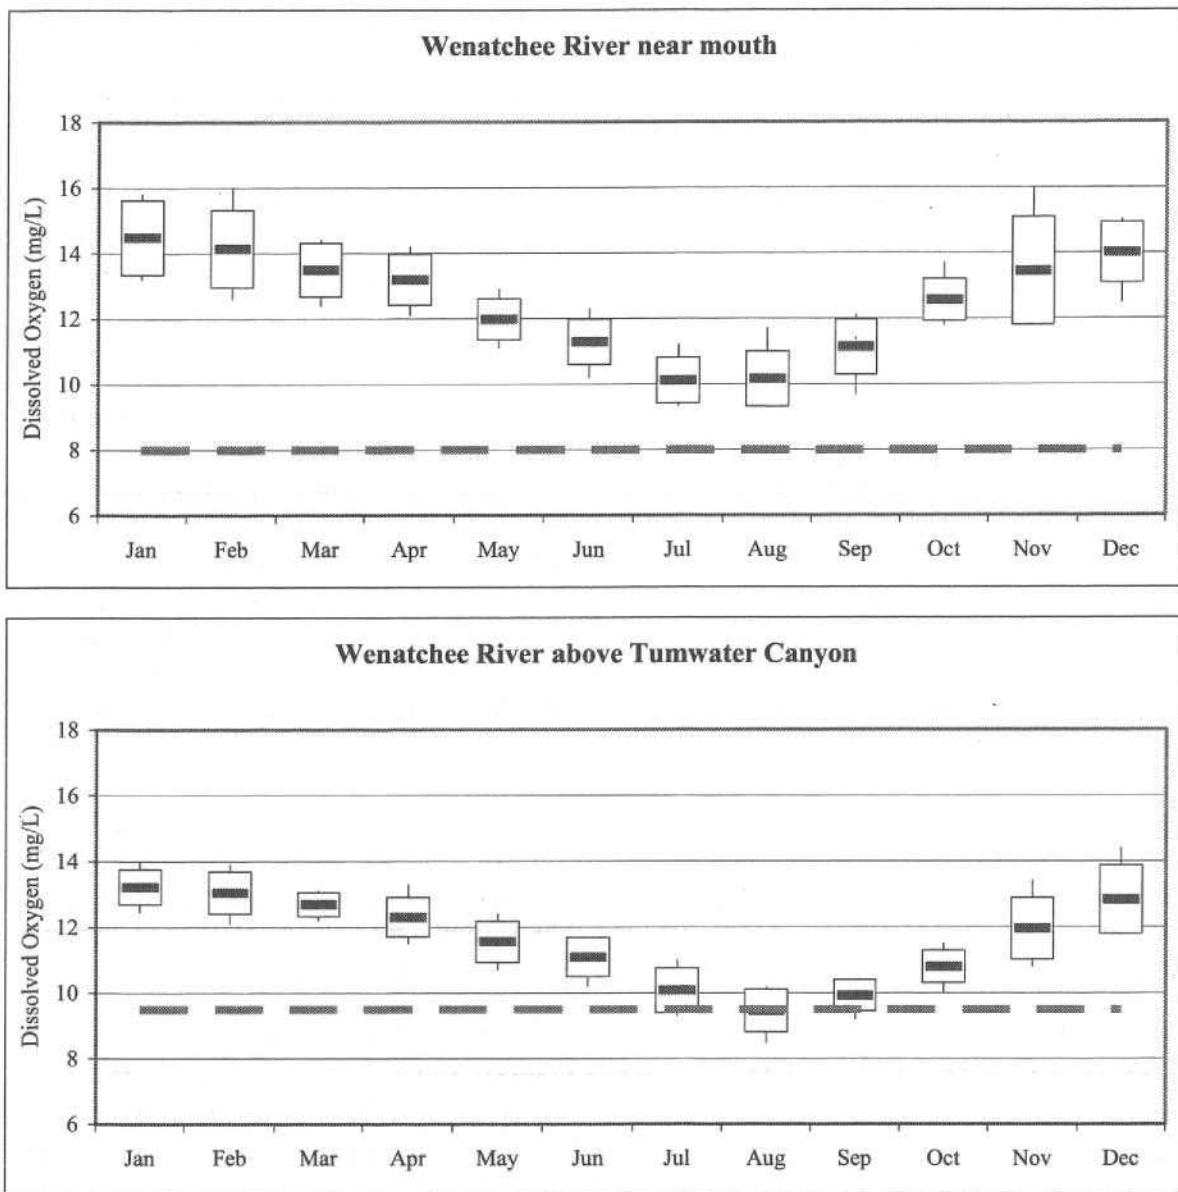 Wenatchee River near mouth
Dissolved Oxygen (mg/L)
18
16
14
12
10
8
6
Jan Feb Mar Apr May Jun Jul Aug Sep Oct Nov Dec
Wenatchee River above Tumwater Canyon
Dissolved Oxygen (mg/L)
18
16
14
12
10
8
6
Jan Feb Mar Apr May Jun Jul Aug Sep Oct Nov Dec